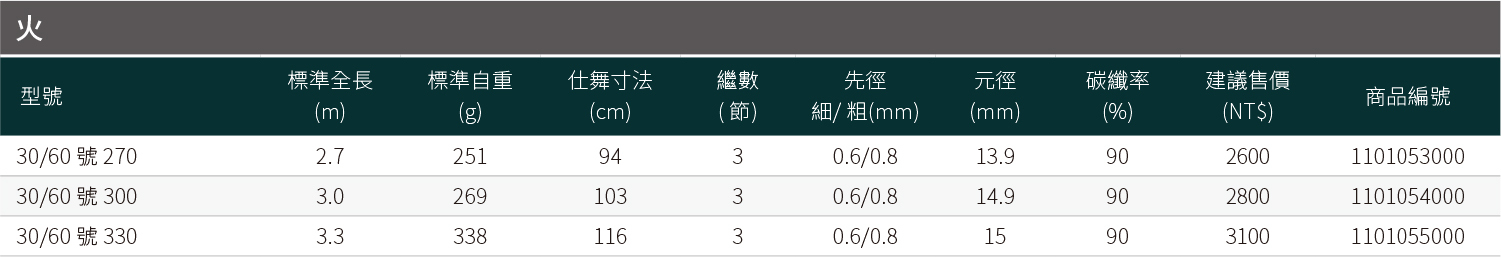 火
型號 標準全長 (m) 標準自重 (g) 仕舞寸法 (cm) 繼數 ( 節) 先徑 細/ 粗(mm) 元徑 (mm) 碳纖率 (%) 建議售價 (NT$) 商品編號
30/60 號 270 2.7 251 94 3 0.6/0.8 13.9 90 2600 1101053000
30/60 號 300 3.0 269 103 3 0.6/0.8 14.9 90 2800 1101054000
30/60 號 330 3.3 338 116 3 0.6/0.8 15 90 3100 1101055000